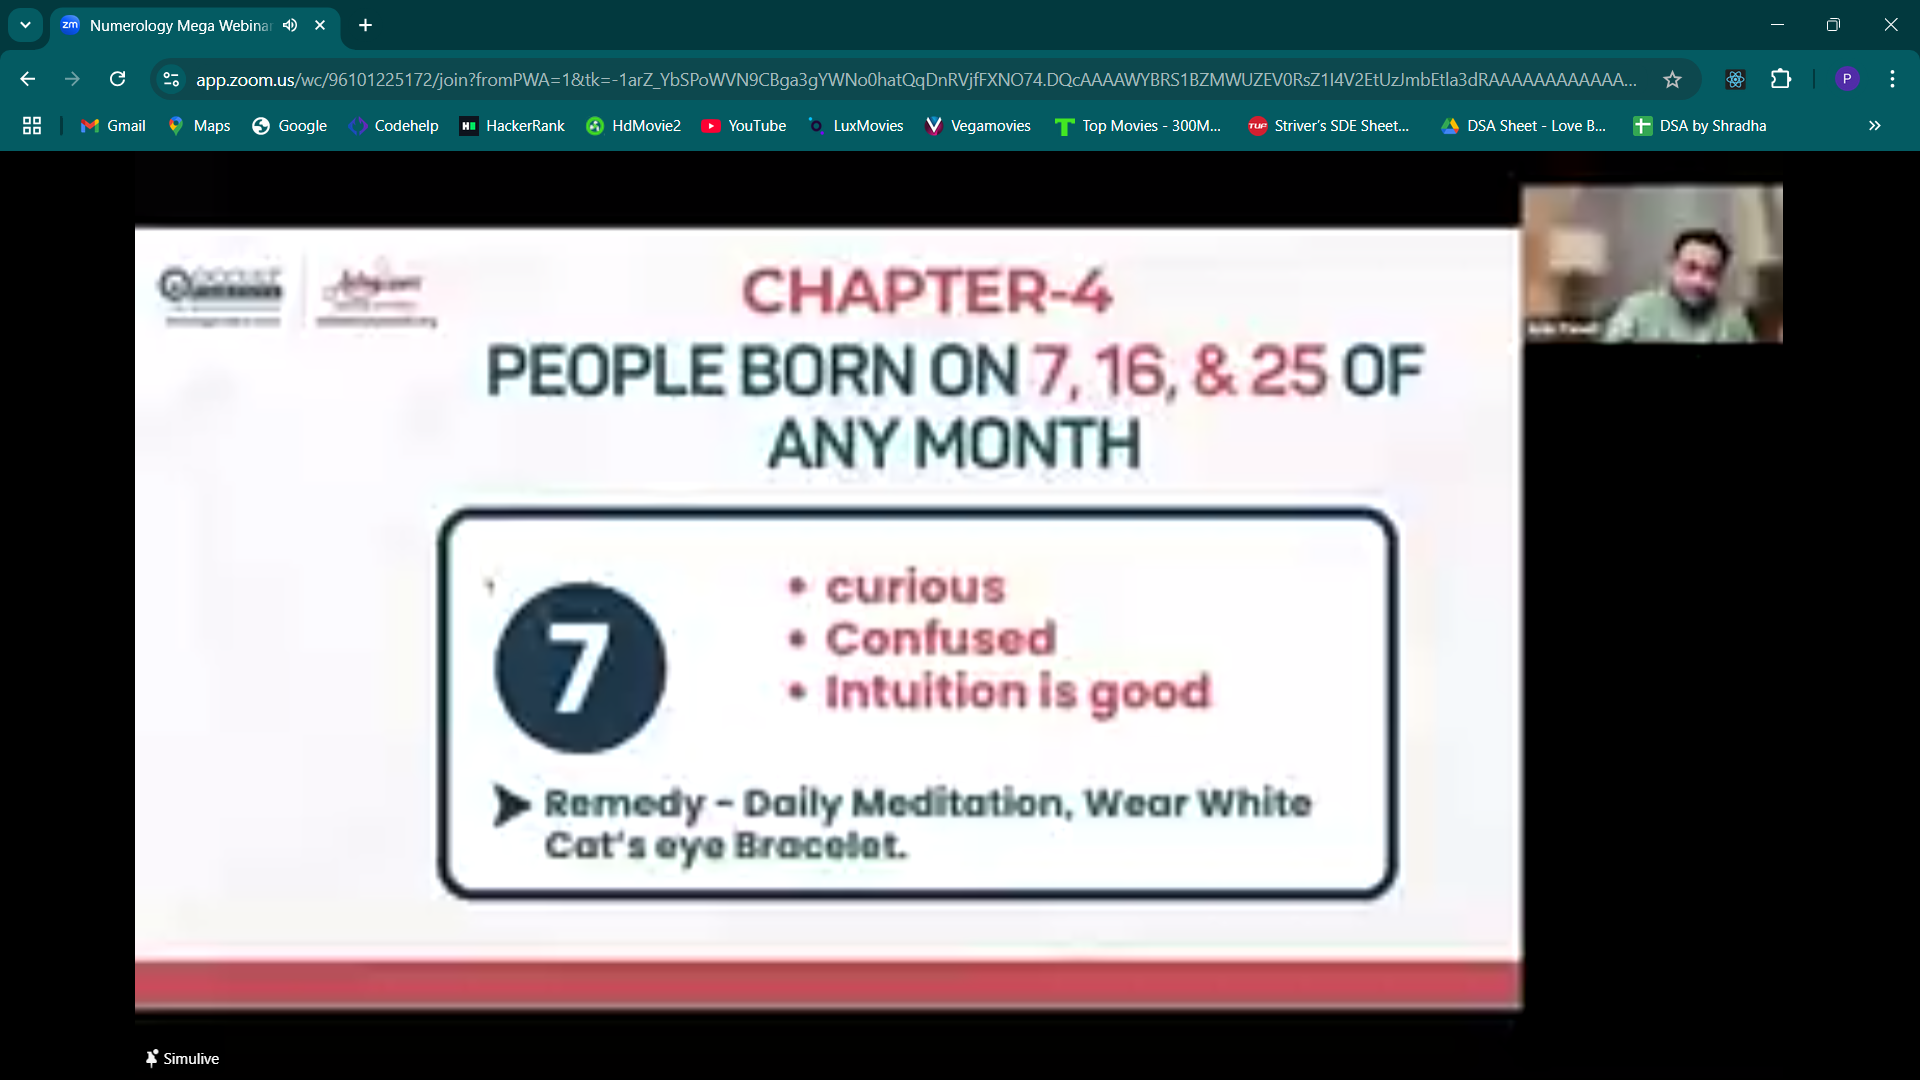 Numerology Mega Webinar
app.zoom.us/wc/96101225172/join?fromPWA=1&tk=-1arZ_YbSPoWVN9CBga3gYWNo0hatQqDnRVjfFXNO74.DQcAAAAWYBRS1BZMWUZEV0RsZ1I4V2EtUzJmbEtla3dRAAAAAAAAAAAA...
P
Gmail
Maps
Google
Codehelp
HackerRank
HdMovie2
YouTube
LuxMovies
Vegamovies
Top Movies - 300M...
Striver's SDE Sheet...
DSA Sheet - Love B...
DSA by Shradha
CHAPTER-4
PEOPLE BORN ON 7, 16, & 25 OF
ANY MONTH
7
• curious
• Confused
• Intuition is good
➤ Remedy - Daily Meditation, Wear White
Cat's eye Bracelet.
Simulive